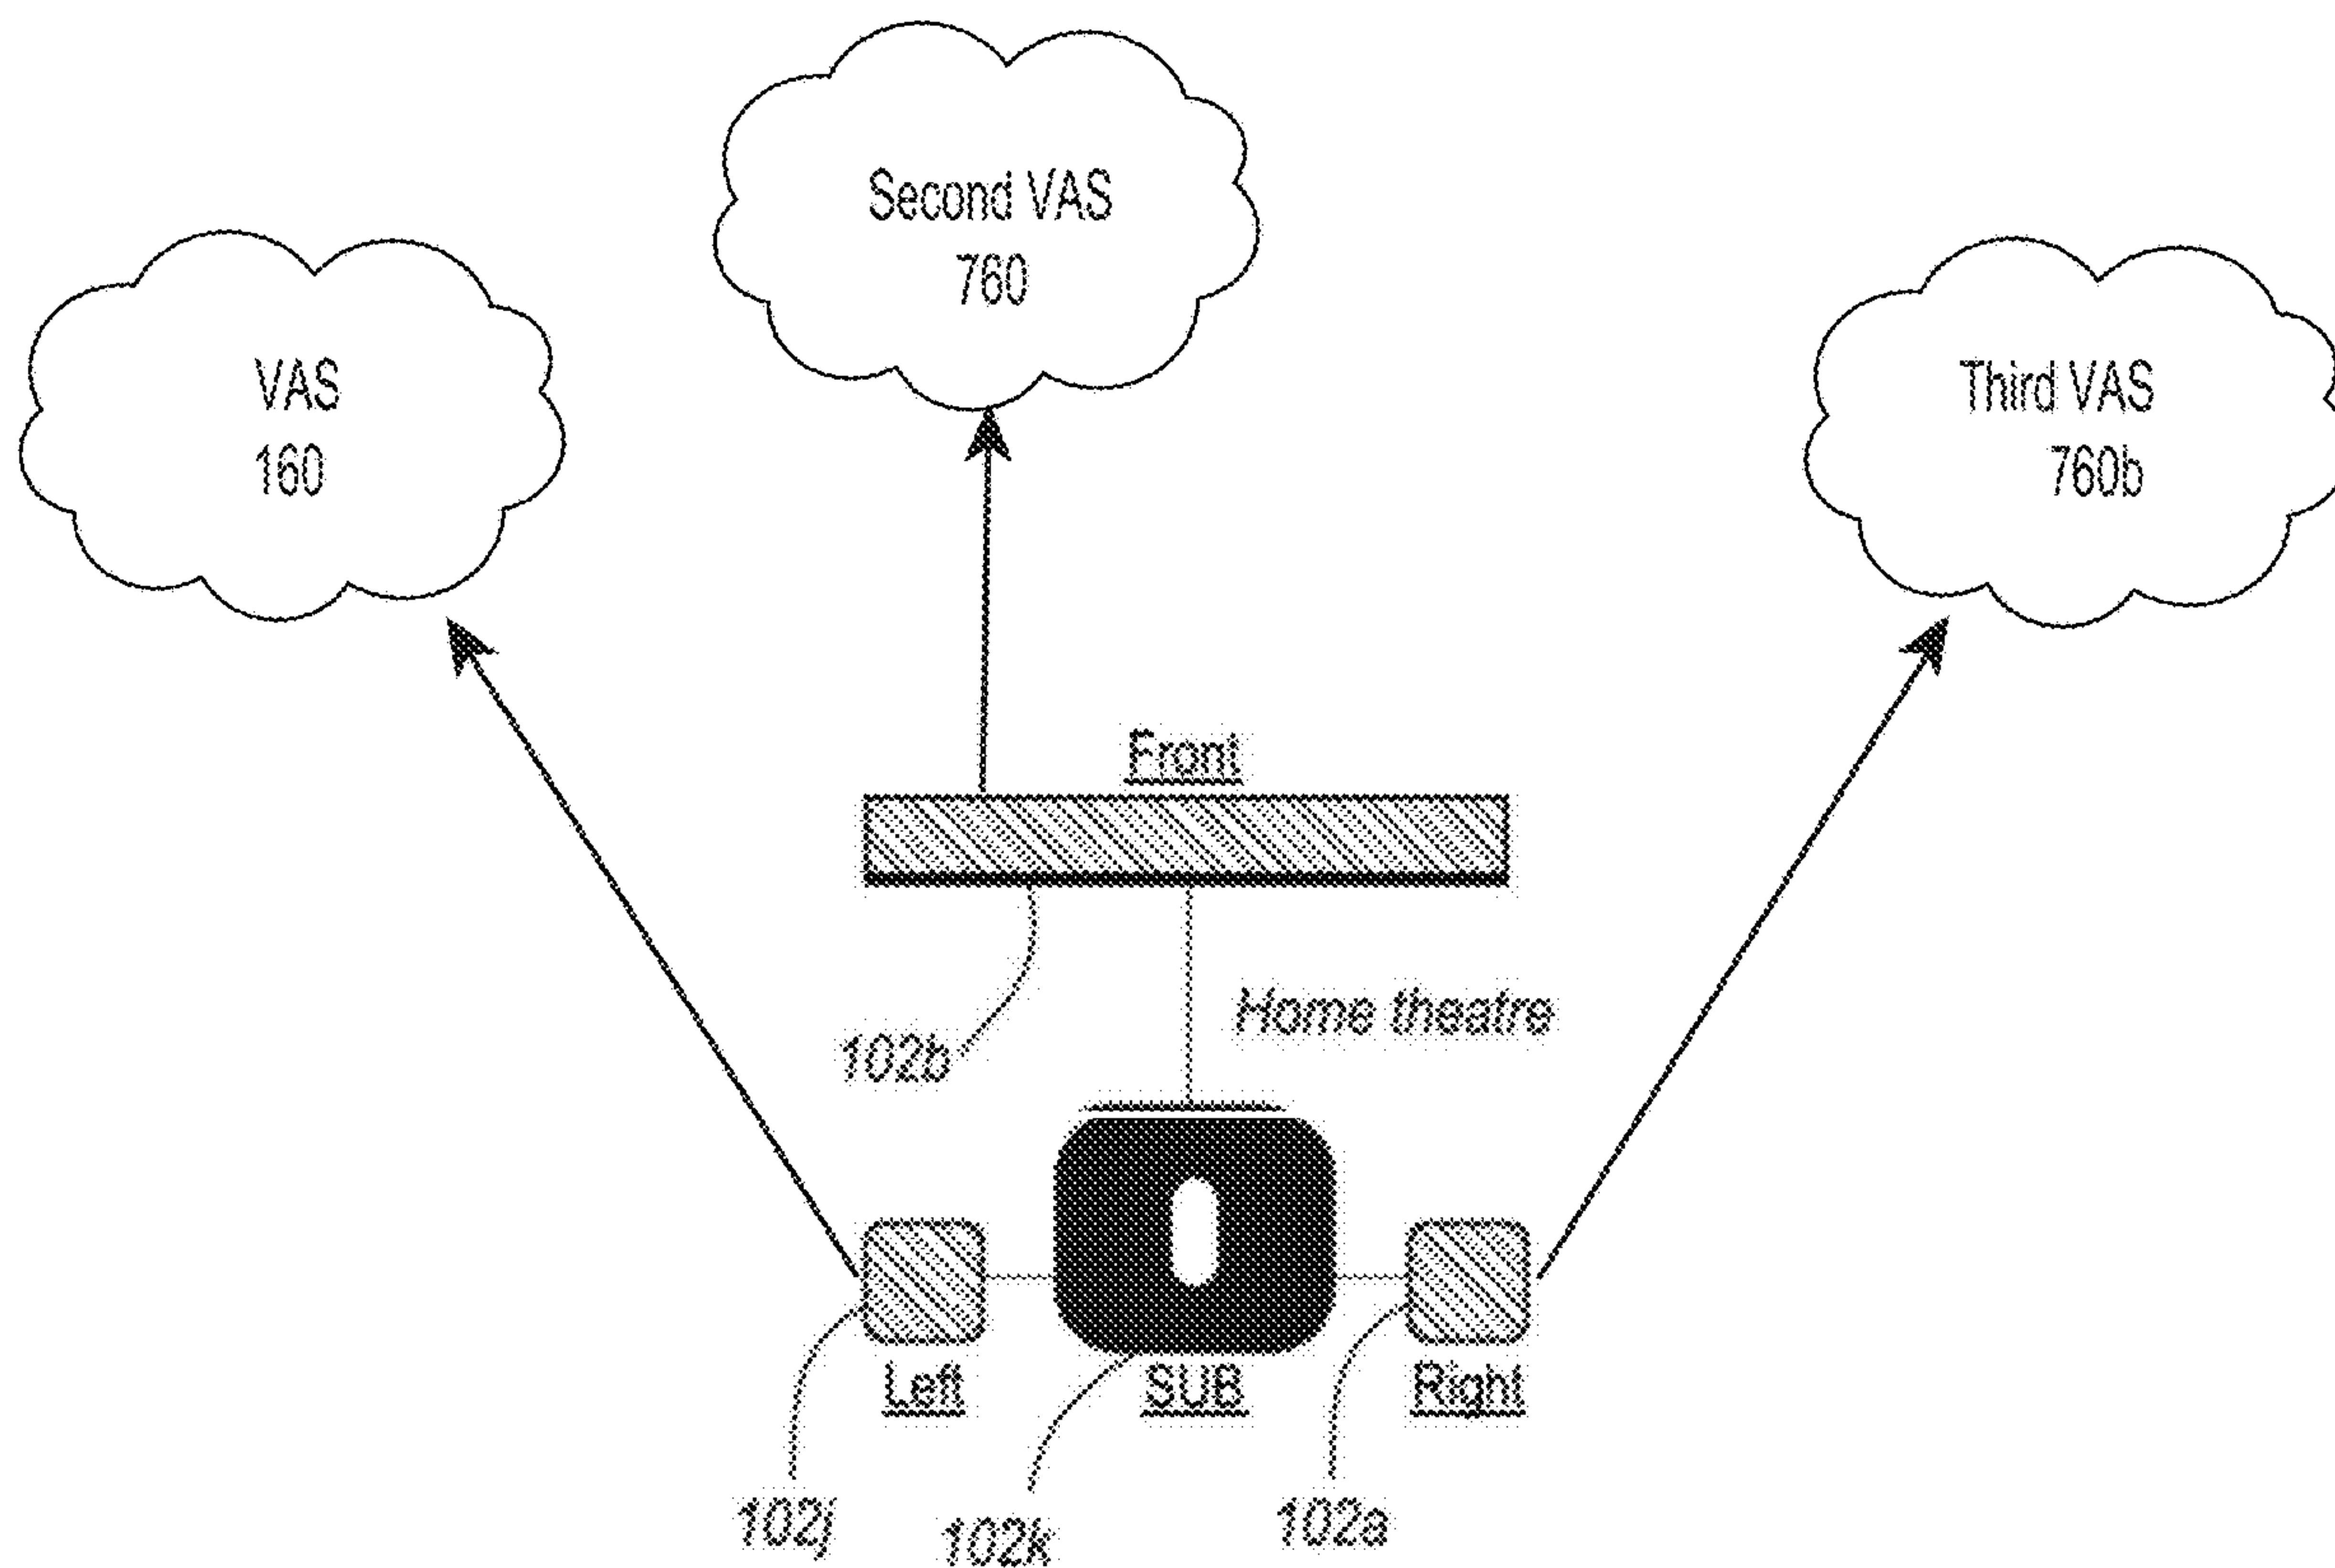 Second VAS
760
VAS
160
Third VAS
760b
Front
Home theatre
102b
Left
SUB
Right
102j
102k
102a